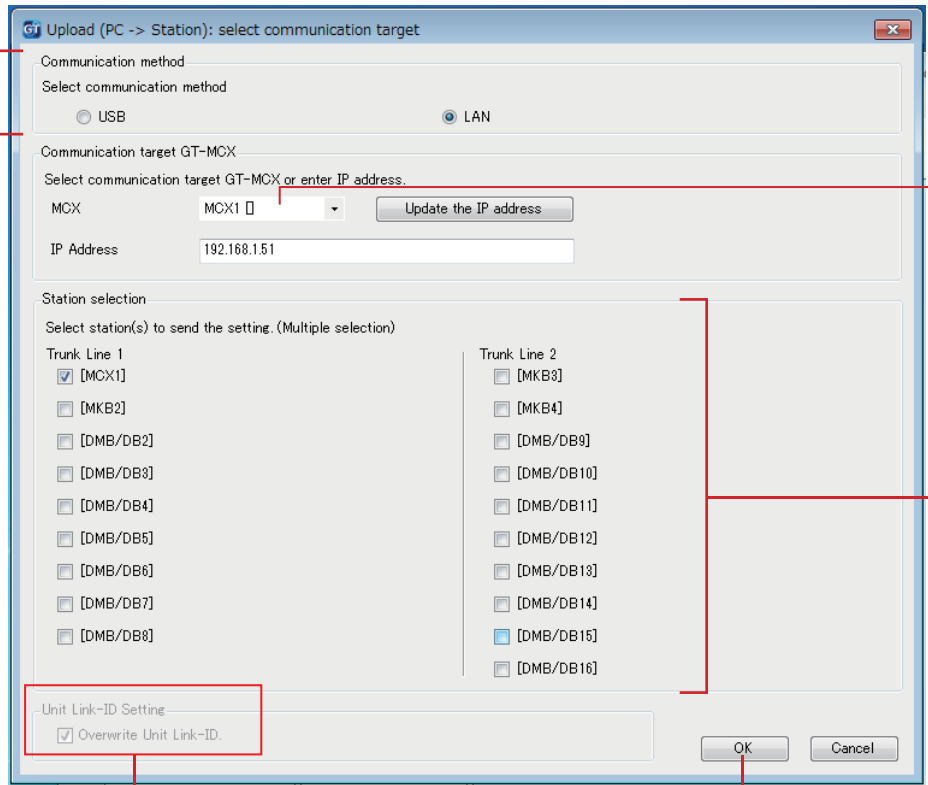 GT Upload (PC -> Station): select communication target
Communication method
Select communication method
USB LAN
Communication target GT-MCX
Select communication target GT-MCX or enter IP address.
MCX MCX1 [] Update the IP address
IP Address 192.168.1.51
Station selection
Select station(s) to send the setting. (Multiple selection)
Trunk Line 1 Trunk Line 2
[MCX1] [MKB3]
[MKB2] [MKB4]
[DMB/DB2] [DMB/DB9]
[DMB/DB3] [DMB/DB10]
[DMB/DB4] [DMB/DB11]
[DMB/DB5] [DMB/DB12]
[DMB/DB6] [DMB/DB13]
[DMB/DB7] [DMB/DB14]
[DMB/DB8] [DMB/DB15]
[DMB/DB16]
Unit Link-ID Setting
Overwrite Unit Link-ID.
OK Cancel